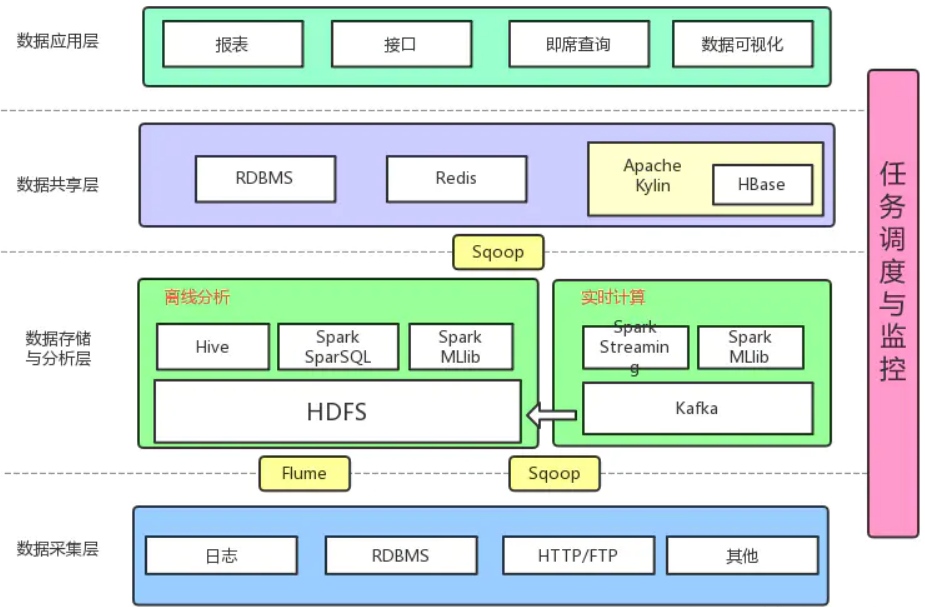 数据应用层
报表
接口
即席查询
数据可视化
数据共享层
RDBMS
Redis
Apache
Kylin
HBase
Sqoop
数据存储
与分析层
离线分析
Hive
Spark
SparSQL
Spark
MLlib
HDFS
实时计算
Spark
Streamin
g
Spark
MLlib
Kafka
Flume
Sqoop
数据采集层
日志
RDBMS
HTTP/FTP
其他
任
务
调
度
与
监
控